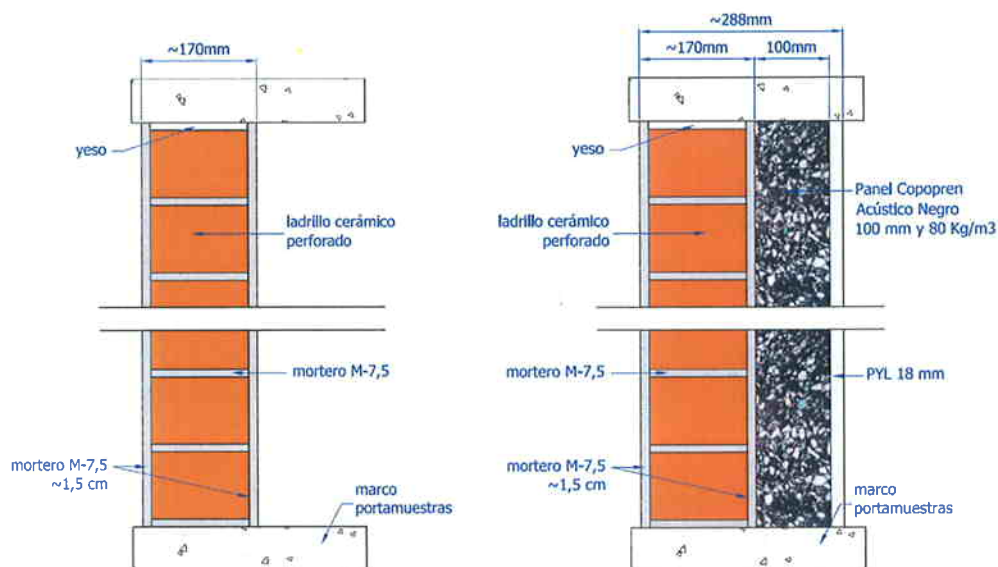 ~170mm
yeso
ladrillo cerámico
perforado
mortero M-7,5
mortero M-7,5
~1,5 cm
marco
portamuestras
~288mm
~170mm
100mm
yeso
Panel Copopren
Acústico Negro
100 mm y 80 Kg/m3
ladrillo cerámico
perforado
mortero M-7,5
PYL 18 mm
mortero M-7,5
~1,5 cm
marco
portamuestras